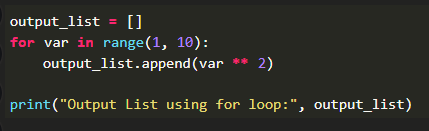 output_list = []
for var in range(1, 10):
    output_list.append(var ** 2)
print("Output List using for loop:", output_list)